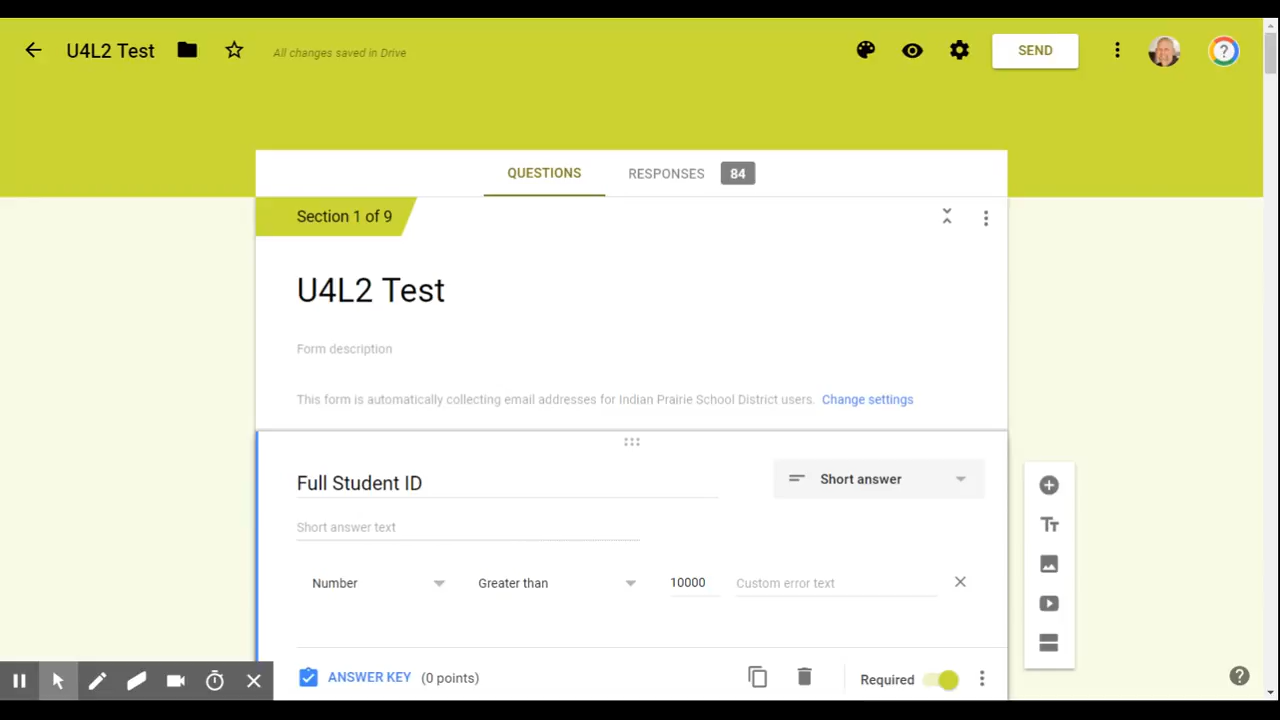 U4L2 Test
All changes saved in Drive
SEND
?
QUESTIONS
RESPONSES 84
Section 1 of 9
U4L2 Test
Form description
This form is automatically collecting email addresses for Indian Prairie School District users. Change settings
Full Student ID
Short answer
Short answer text
Number
Greater than
10000
Custom error text
Tт
ANSWER KEY (0 points)
Required
?